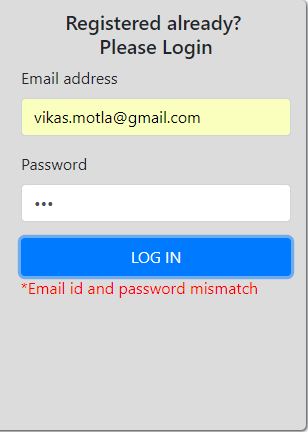 Registered already?
Please Login
Email address
vikas.motla@gmail.com
Password
•••
LOG IN
*Email id and password mismatch